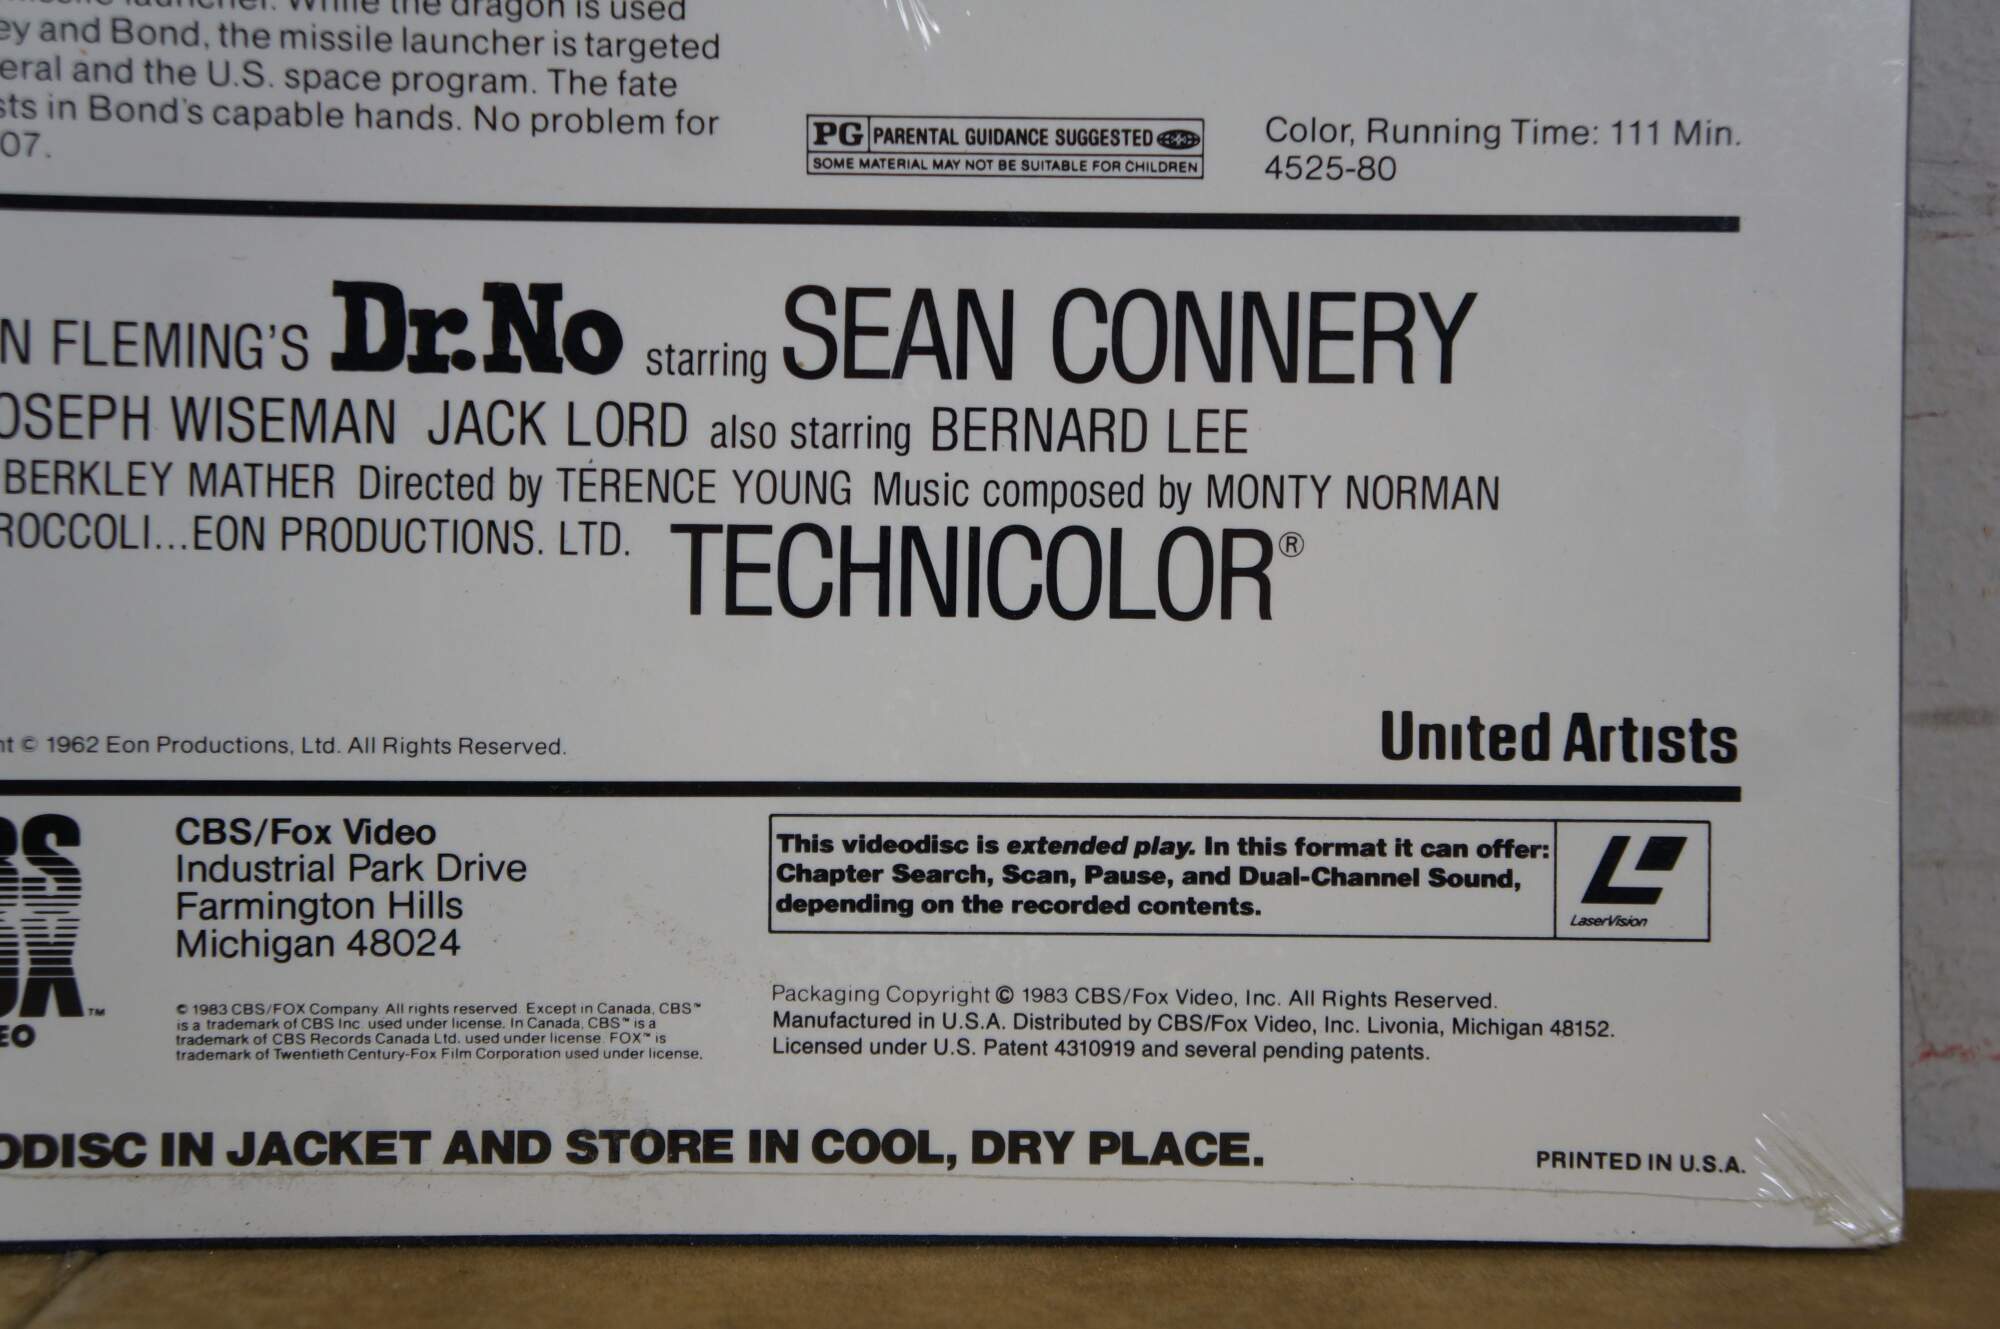 missile launcher. While the dragon is used
ey and Bond, the missile launcher is targeted
eral and the U.S. space program. The fate
sts in Bond's capable hands. No problem for
07.
PG PARENTAL GUIDANCE SUGGESTED
SOME MATERIAL MAY NOT BE SUITABLE FOR CHILDREN
Color, Running Time: 111 Min.
4525-80
N FLEMING'S Dr. No starring SEAN CONNERY
OSEPH WISEMAN JACK LORD also starring BERNARD LEE
BERKLEY MATHER Directed by TERENCE YOUNG Music composed by MONTY NORMAN
ROCCOLI...EON PRODUCTIONS. LTD. TECHNICOLOR®
nt © 1962 Eon Productions, Ltd. All Rights Reserved.
United Artists
BS
OX™
EO
CBS/Fox Video
Industrial Park Drive
Farmington Hills
Michigan 48024
© 1983 CBS/FOX Company. All rights reserved. Except in Canada, CBS™
is a trademark of CBS Inc. used under license. In Canada, CBS™ is a
trademark of CBS Records Canada Ltd. used under license. FOX™ is
trademark of Twentieth Century-Fox Film Corporation used under license.
This videodisc is extended play. In this format it can offer:
Chapter Search, Scan, Pause, and Dual-Channel Sound,
depending on the recorded contents.
LaserVision
Packaging Copyright © 1983 CBS/Fox Video, Inc. All Rights Reserved.
Manufactured in U.S.A. Distributed by CBS/Fox Video, Inc. Livonia, Michigan 48152.
Licensed under U.S. Patent 4310919 and several pending patents.
ODISC IN JACKET AND STORE IN COOL, DRY PLACE.
PRINTED IN U.S.A.